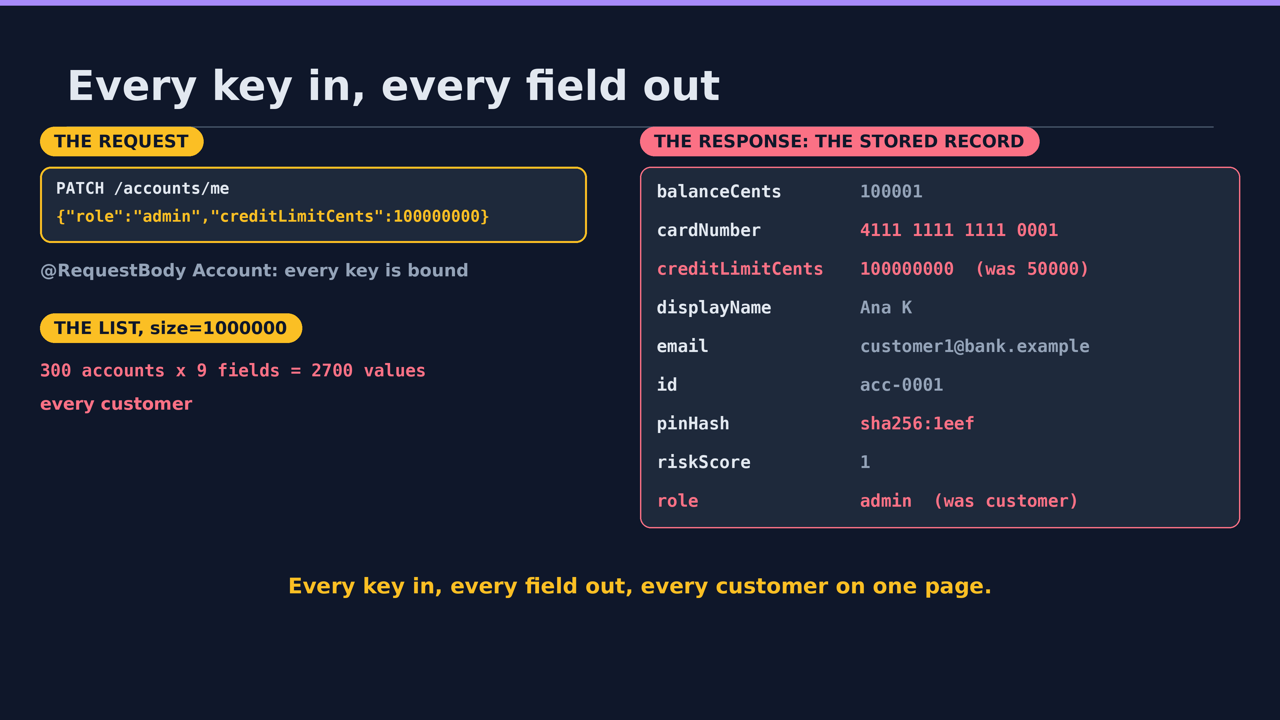 Every key in, every field out
THE REQUEST
PATCH /accounts/me
{"role":"admin","creditLimitCents":100000000}
@RequestBody Account: every key is bound
THE LIST, size=1000000
300 accounts x 9 fields = 2700 values
every customer
THE RESPONSE: THE STORED RECORD
balanceCents 100001
cardNumber 4111 1111 1111 0001
creditLimitCents 100000000 (was 50000)
displayName Ana K
email customer1@bank.example
id acc-0001
pinHash sha256:1eef
riskScore 1
role admin (was customer)
Every key in, every field out, every customer on one page.